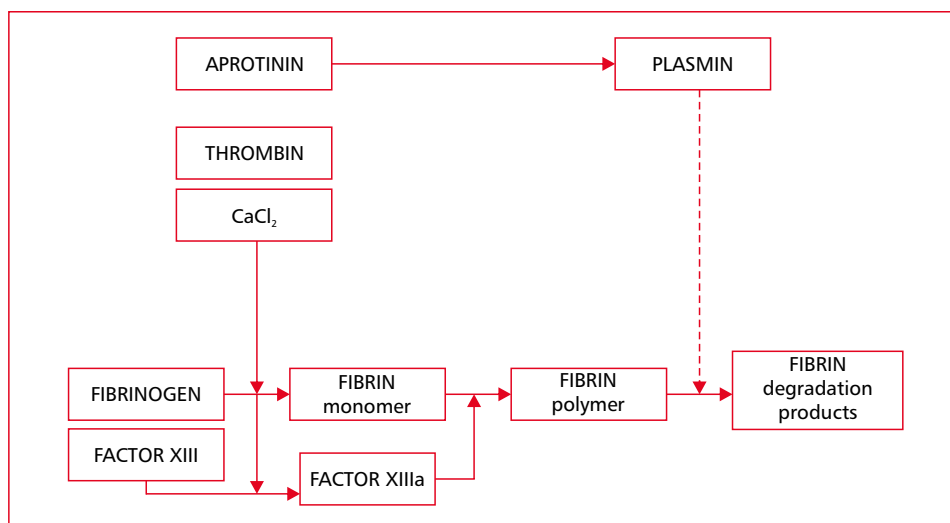 APROTININ
PLASMIN
THROMBIN
CaCl₂
FIBRINOGEN
FIBRIN
monomer
FIBRIN
polymer
FIBRIN
degradation
products
FACTOR XIII
FACTOR XIIIa